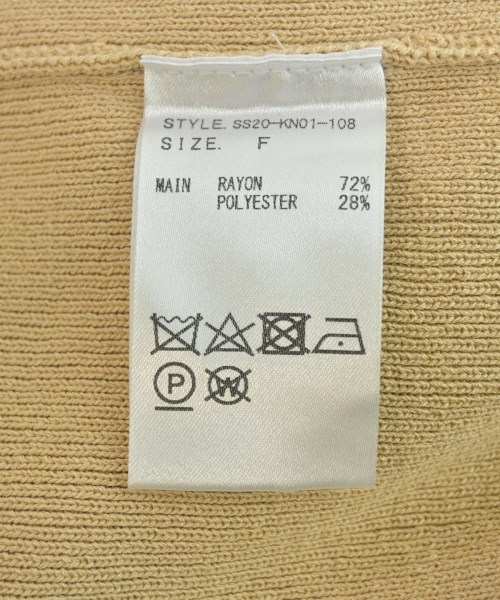 STYLE. SS20-KN01-108
SIZE. F
MAIN RAYON 72%
POLYESTER 28%
P W